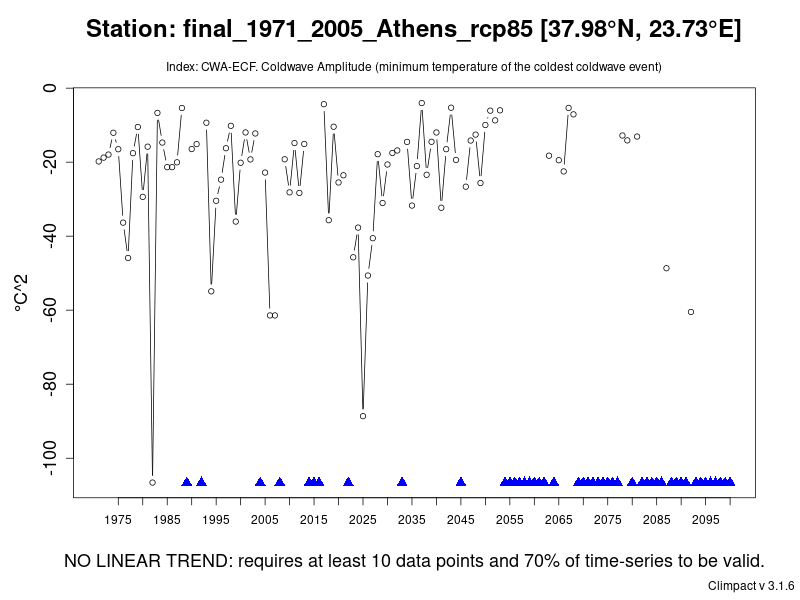 Station: final_1971_2005_Athens_rcp85 [37.98°N, 23.73°E]
Index: CWA-ECF. Coldwave Amplitude (minimum temperature of the coldest coldwave event)
0
-20
-40
-60
-80
-100
°C^2
1975 1985 1995 2005 2015 2025 2035 2045 2055 2065 2075 2085 2095
NO LINEAR TREND: requires at least 10 data points and 70% of time-series to be valid.
Climpact v 3.1.6